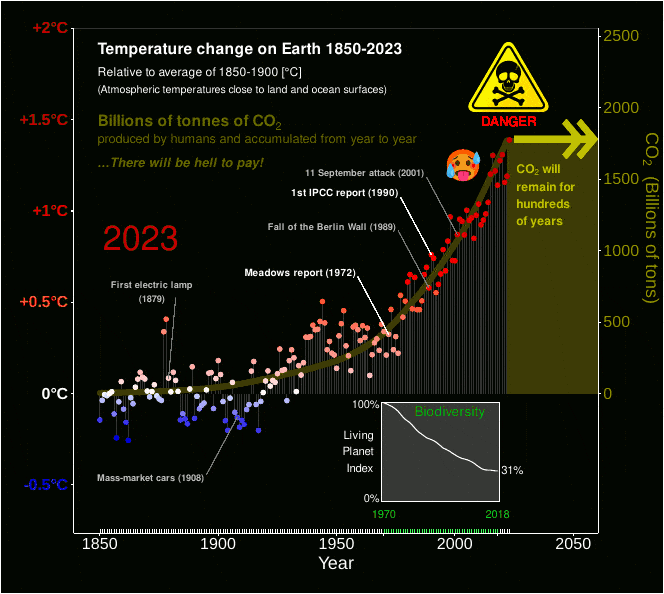 +2°C
+1.5°C
+1°C
+0.5°C
0°C
-0.5°C
Temperature change on Earth 1850-2023
Relative to average of 1850-1900 [°C]
(Atmospheric temperatures close to land and ocean surfaces)
Billions of tonnes of CO₂
produced by humans and accumulated from year to year
...There will be hell to pay!
2023
First electric lamp
(1879)
11 September attack (2001)
1st IPCC report (1990)
Fall of the Berlin Wall (1989)
Meadows report (1972)
Mass-market cars (1908)
DANGER
CO₂ will
remain for
hundreds
of years
2500
2000
1500
1000
500
0
CO₂ (Billions of tons)
100%
Biodiversity
Living
Planet
Index
31%
0%
1970
2018
1850
1900
1950
2000
2050
Year